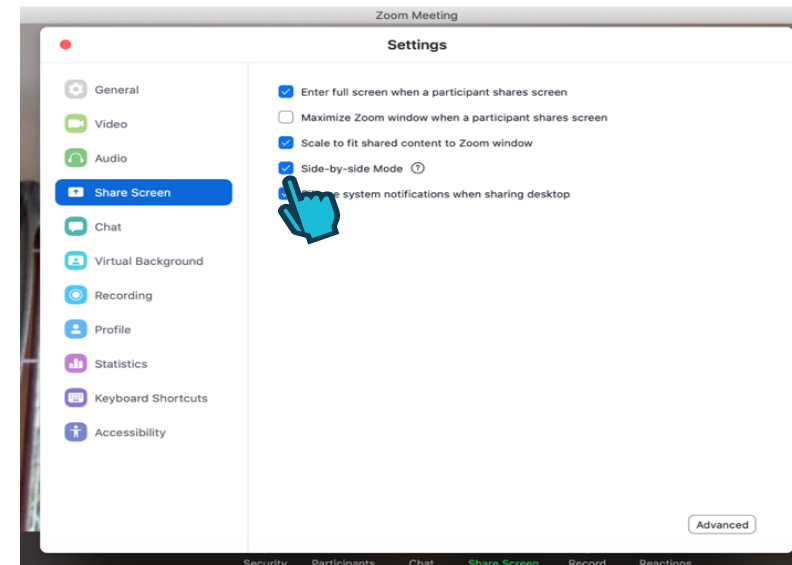 Zoom Meeting
Settings
General
Video
Audio
Share Screen
Chat
Virtual Background
Recording
Profile
Statistics
Keyboard Shortcuts
Accessibility
Enter full screen when a participant shares screen
Maximize Zoom window when a participant shares screen
Scale to fit shared content to Zoom window
Side-by-side Mode ?
system notifications when sharing desktop
Advanced
Security Participants Chat Share Screen Record Reactions